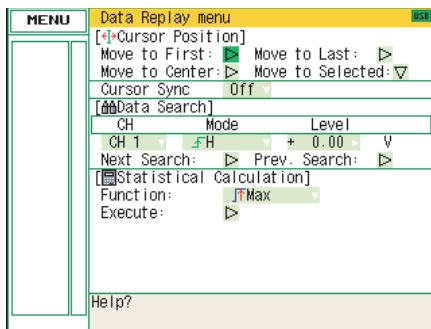 MENU
Data Replay menu
USB
[Cursor Position]
Move to First: Move to Last:
Move to Center: Move to Selected:
Cursor Sync Off
[Data Search]
CH Mode Level
CH 1 H + 0.00 V
Next Search: Prev. Search:
[Statistical Calculation]
Function: Max
Execute:
Help?